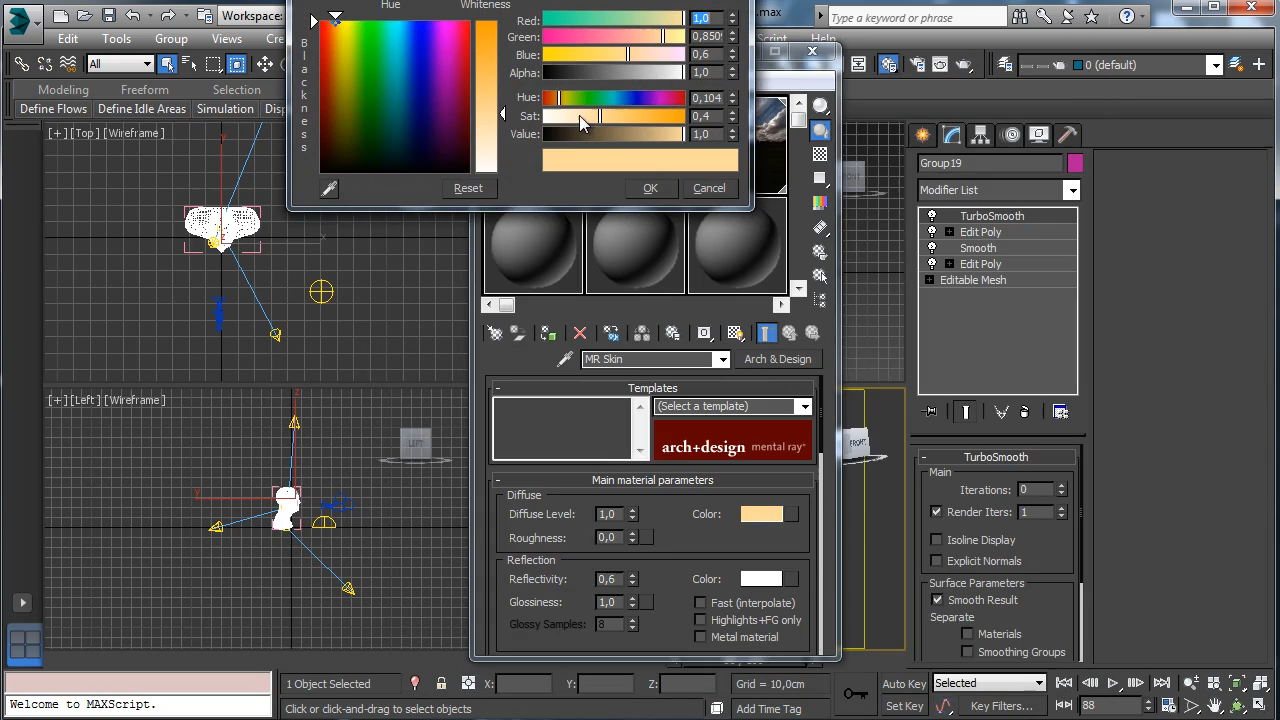 Hue
Whiteness
Red:
1,0
Workspace:
.max
Type a keyword or phrase
Edit
Tools
Group
Green:
0,850
Script
Help
Blue:
0,6
All
0 (default)
Alpha:
1,0
Modeling
Freeform
Blackness
Hue:
0,104
Define Flows
Define Idle Areas
Simulation
Sat:
0,4
[+] [Top] [Wireframe]
Value:
1,0
Group19
Reset
OK
Cancel
Modifier List
TurboSmooth
Edit Poly
Smooth
Edit Poly
Editable Mesh
MR Skin
Arch & Design
Templates
[+] [Left] [Wireframe]
(Select a template)
LEFT
FRONT
arch+design mental ray
TurboSmooth
Main
Main material parameters
Iterations:
0
Diffuse
Diffuse Level:
1,0
Color:
Render Iters:
1
Roughness:
0,0
Isoline Display
Reflection
Explicit Normals
Reflectivity:
0,6
Color:
Surface Parameters
Glossiness:
1,0
Fast (interpolate)
Smooth Result
Glossy Samples:
8
Highlights+FG only
Separate
Metal material
Materials
Smoothing Groups
1 Object Selected
X:
Y:
Z:
Grid = 10,0cm
Auto Key
Selected
Welcome to MAXScript.
Click or click-and-drag to select objects
Add Time Tag
Set Key
Key Filters...
88